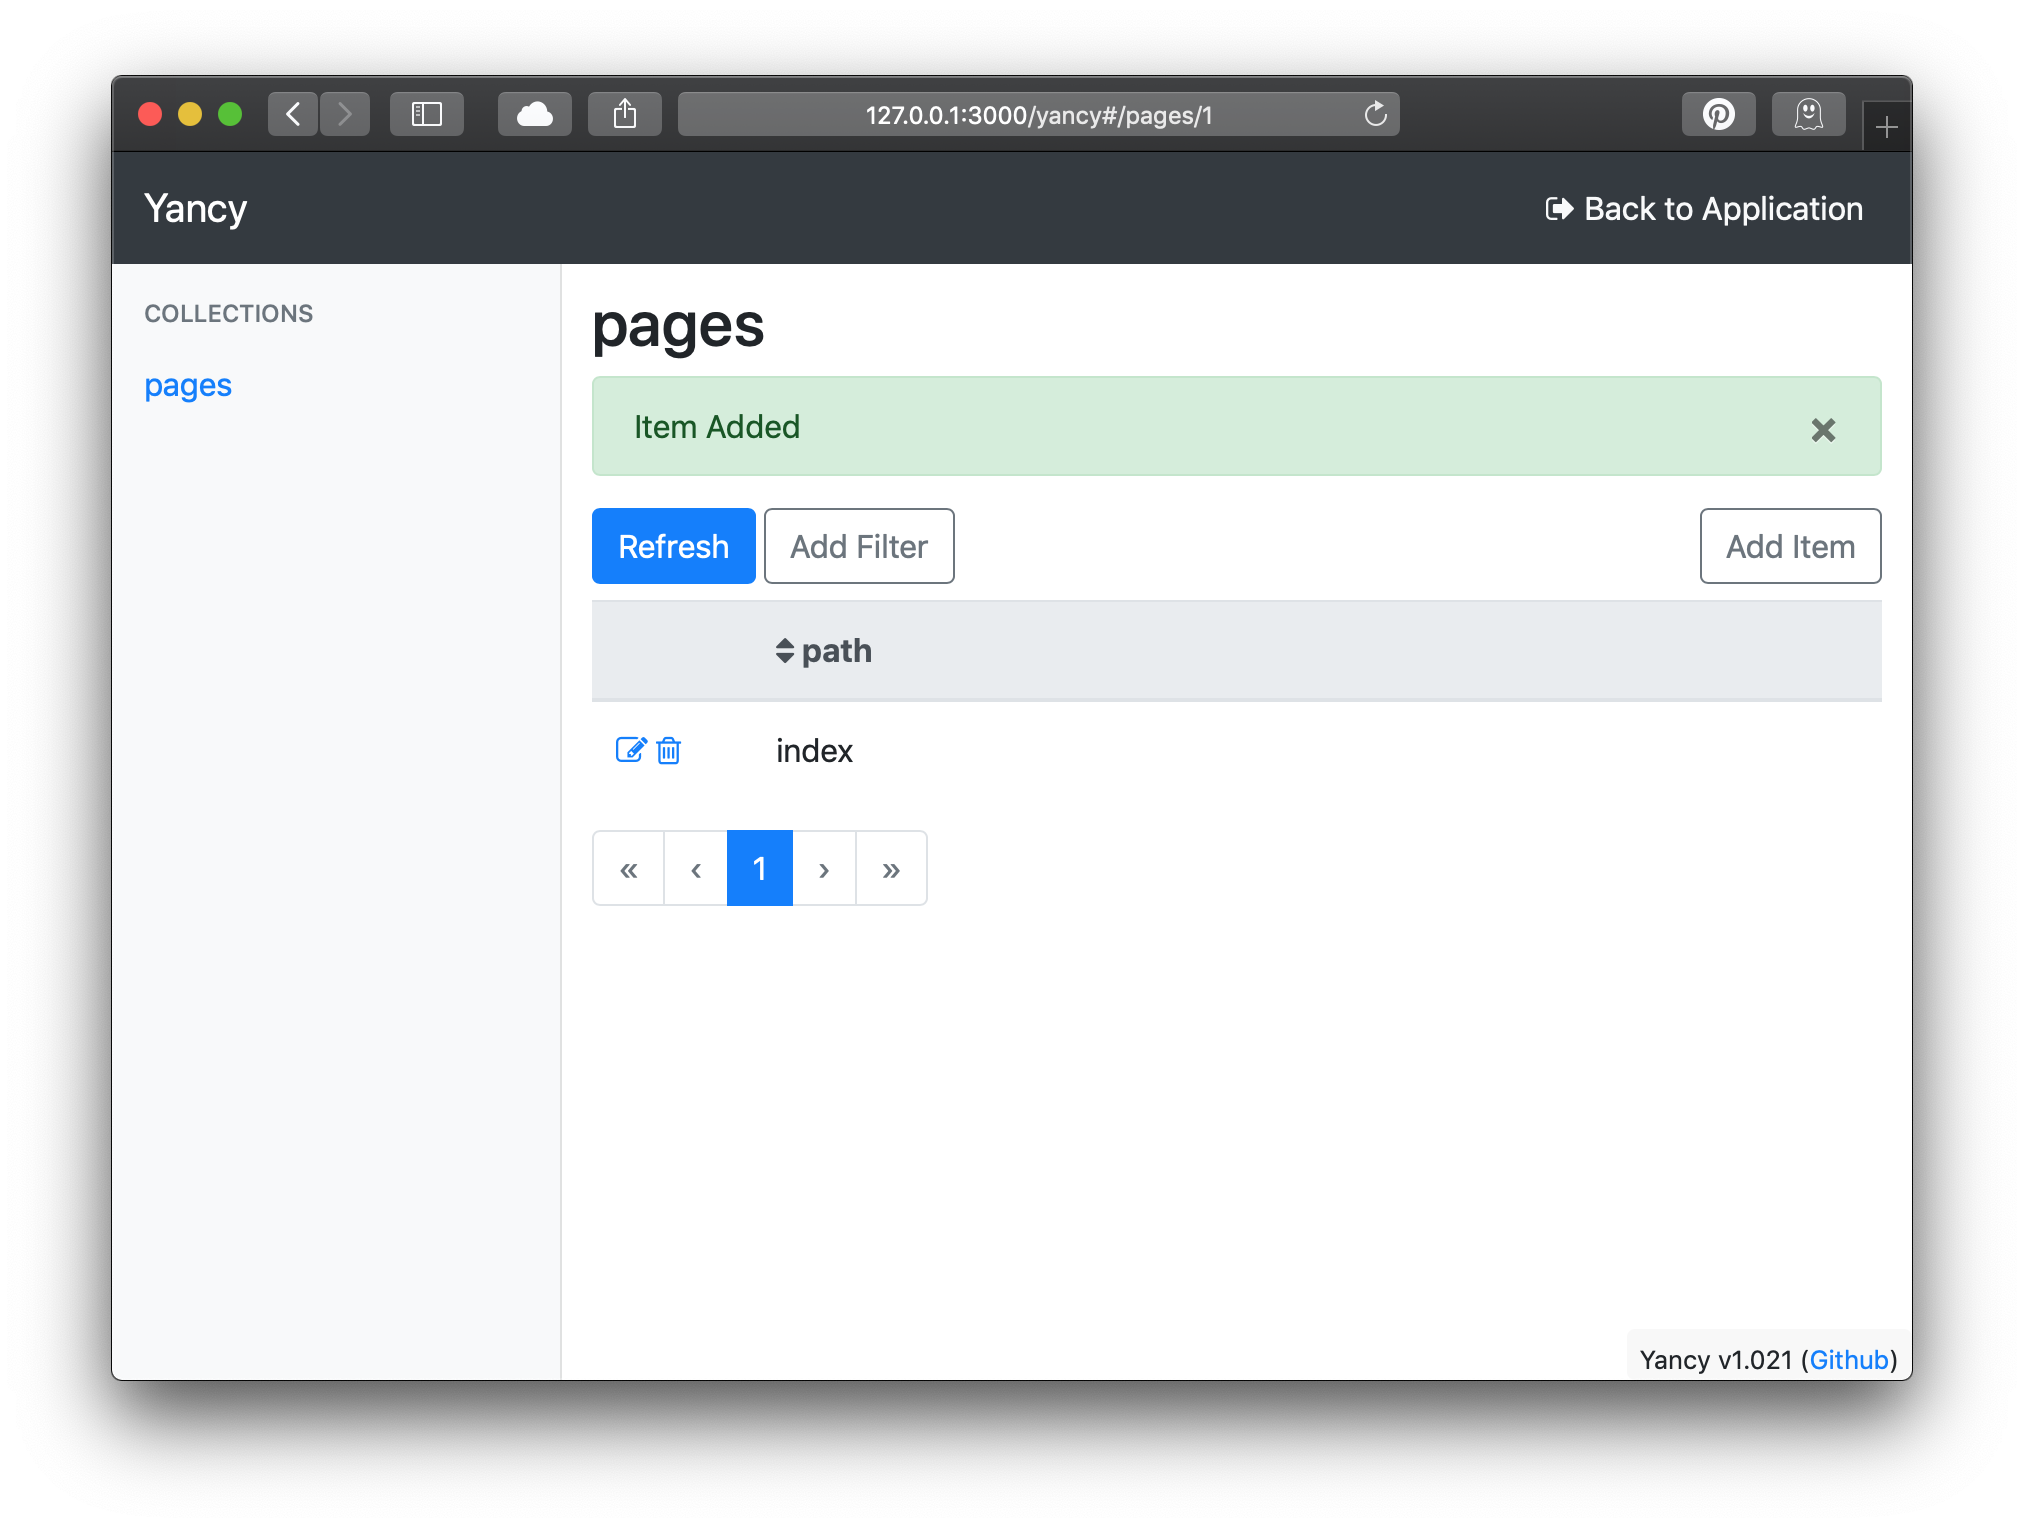 127.0.0.1:3000/yancy#/pages/1
Yancy
Back to Application
COLLECTIONS
pages
pages
Item Added
Refresh
Add Filter
Add Item
path
index
« ‹ 1 › »
Yancy v1.021 (Github)